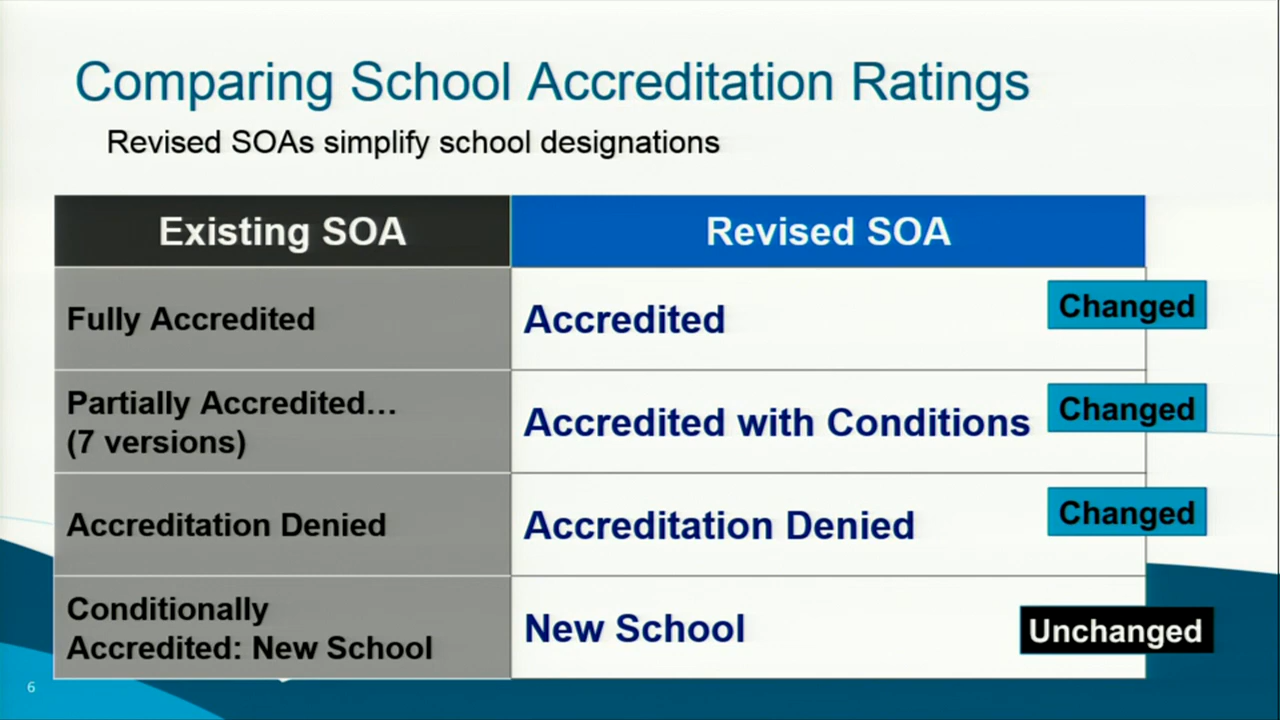 Comparing School Accreditation Ratings
Revised SOAs simplify school designations
Existing SOA
Revised SOA
Fully Accredited
Accredited
Changed
Partially Accredited…
(7 versions)
Accredited with Conditions
Changed
Accreditation Denied
Accreditation Denied
Changed
Conditionally
Accredited: New School
New School
Unchanged
6